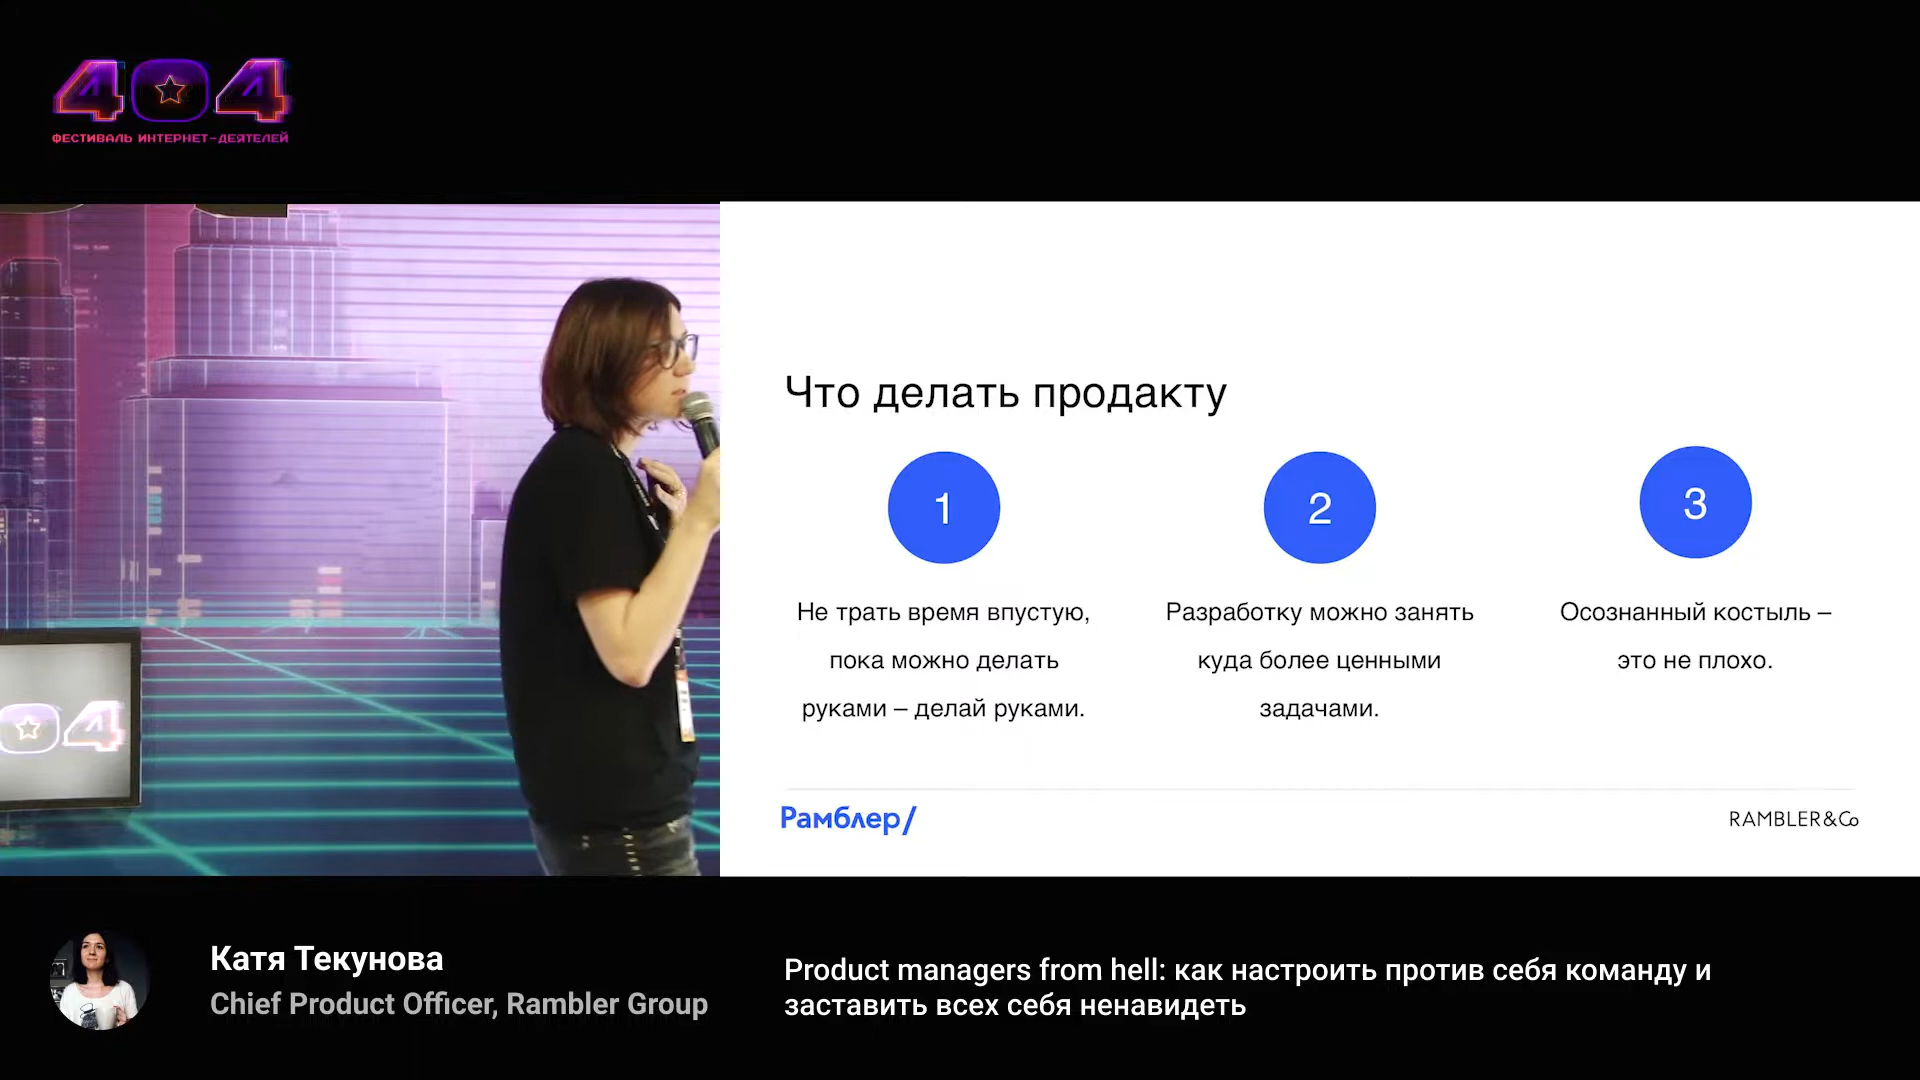 404
ФЕСТИВАЛЬ ИНТЕРНЕТ-ДЕЯТЕЛЕЙ
04
Что делать продакту
1
Не трать время впустую,
пока можно делать
руками – делай руками.
2
Разработку можно занять
куда более ценными
задачами.
3
Осознанный костыль –
это не плохо.
Рамблер/
RAMBLER&Co
Катя Текунова
Chief Product Officer, Rambler Group
Product managers from hell: как настроить против себя команду и
заставить всех себя ненавидеть